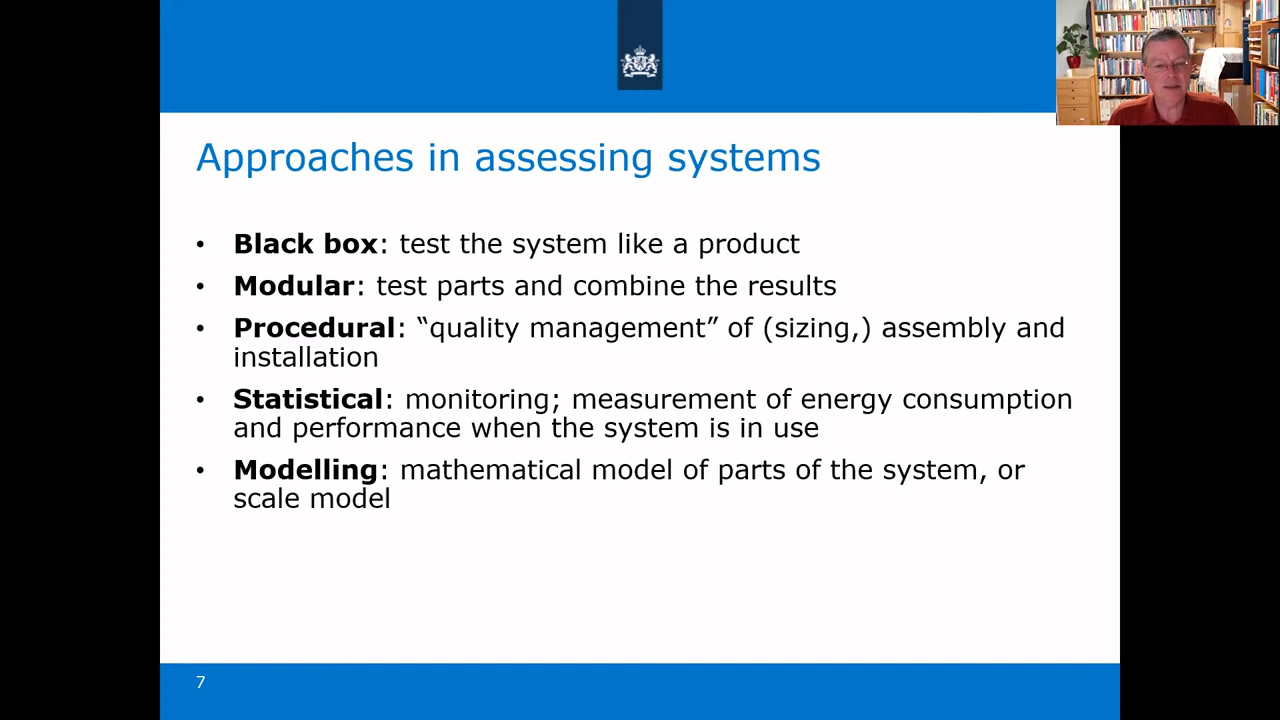 Approaches in assessing systems
• Black box: test the system like a product
• Modular: test parts and combine the results
• Procedural: “quality management” of (sizing,) assembly and
installation
• Statistical: monitoring; measurement of energy consumption
and performance when the system is in use
• Modelling: mathematical model of parts of the system, or
scale model
7